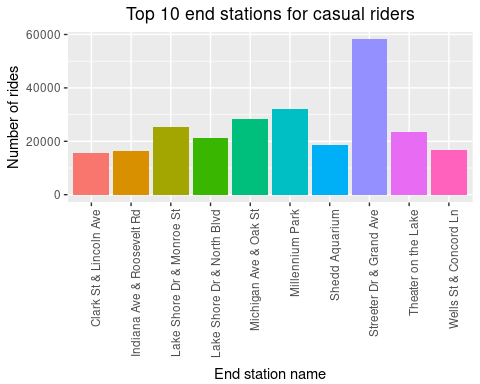 Top 10 end stations for casual riders
Number of rides
60000
40000
20000
0
Clark St & Lincoln Ave
Indiana Ave & Roosevelt Rd
Lake Shore Dr & Monroe St
Lake Shore Dr & North Blvd
Michigan Ave & Oak St
Millennium Park
Shedd Aquarium
Streeter Dr & Grand Ave
Theater on the Lake
Wells St & Concord Ln
End station name